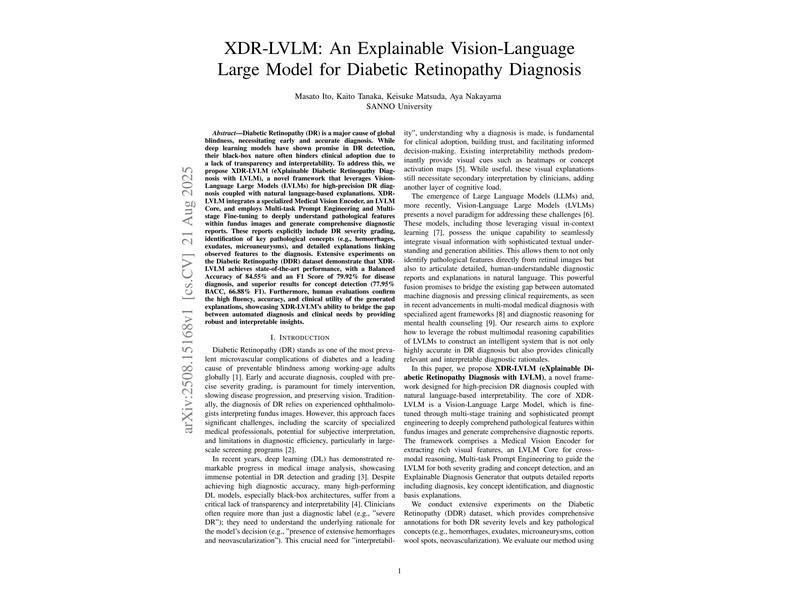 XDR-LVLM: An Explainable Vision-Language
Large Model for Diabetic Retinopathy Diagnosis
Masato Ito, Kaito Tanaka, Keisuke Matsuda, Aya Nakayama
SANNO University
arXiv:2508.15168v1 [cs.CV] 21 Aug 2025
Abstract—Diabetic Retinopathy (DR) is a major cause of global
blindness, necessitating early and accurate diagnosis. While
deep learning models have shown promise in DR detection,
their black-box nature often hinders clinical adoption due to
a lack of transparency and interpretability. To address this, we
propose XDR-LVLM (eXplainable Diabetic Retinopathy Diag-
nosis with LVLM), a novel framework that leverages Vision-
Language Large Models (LVLMs) for high-precision DR diag-
nosis coupled with natural language-based explanations. XDR-
LVLM integrates a specialized Medical Vision Encoder, an LVLM
Core, and employs Multi-task Prompt Engineering and Multi-
stage Fine-tuning to deeply understand pathological features
within fundus images and generate comprehensive diagnostic
reports. These reports explicitly include DR severity grading,
identification of key pathological concepts (e.g., hemorrhages,
exudates, microaneurysms), and detailed explanations linking
observed features to the diagnosis. Extensive experiments on
the Diabetic Retinopathy (DDR) dataset demonstrate that XDR-
LVLM achieves state-of-the-art performance, with a Balanced
Accuracy of 84.55% and an F1 Score of 79.92% for disease
diagnosis, and superior results for concept detection (77.95%
BACC, 66.88% F1). Furthermore, human evaluations confirm
the high fluency, accuracy, and clinical utility of the generated
explanations, showcasing XDR-LVLM's ability to bridge the gap
between automated diagnosis and clinical needs by providing
robust and interpretable insights.
I. Introduction
Diabetic Retinopathy (DR) stands as one of the most preva-
lent microvascular complications of diabetes and a leading
cause of preventable blindness among working-age adults
globally [1]. Early and accurate diagnosis, coupled with pre-
cise severity grading, is paramount for timely intervention,
slowing disease progression, and preserving vision. Tradition-
ally, the diagnosis of DR relies on experienced ophthalmolo-
gists interpreting fundus images. However, this approach faces
significant challenges, including the scarcity of specialized
medical professionals, potential for subjective interpretation,
and limitations in diagnostic efficiency, particularly in large-
scale screening programs [2].
In recent years, deep learning (DL) has demonstrated re-
markable progress in medical image analysis, showcasing
immense potential in DR detection and grading [3]. Despite
achieving high diagnostic accuracy, many high-performing
DL models, especially black-box architectures, suffer from a
critical lack of transparency and interpretability [4]. Clinicians
often require more than just a diagnostic label (e.g., "severe
DR"); they need to understand the underlying rationale for
the model's decision (e.g., "presence of extensive hemorrhages
and neovascularization"). This crucial need for "interpretabil-
ity", understanding why a diagnosis is made, is fundamental
for clinical adoption, building trust, and facilitating informed
decision-making. Existing interpretability methods predom-
inantly provide visual cues such as heatmaps or concept
activation maps [5]. While useful, these visual explanations
still necessitate secondary interpretation by clinicians, adding
another layer of cognitive load.
The emergence of Large Language Models (LLMs) and,
more recently, Vision-Language Large Models (LVLMs)
presents a novel paradigm for addressing these challenges [6].
These models, including those leveraging visual in-context
learning [7], possess the unique capability to seamlessly
integrate visual information with sophisticated textual under-
standing and generation abilities. This allows them to not only
identify pathological features directly from retinal images but
also to articulate detailed, human-understandable diagnostic
reports and explanations in natural language. This powerful
fusion promises to bridge the existing gap between automated
machine diagnosis and pressing clinical requirements, as seen
in recent advancements in multi-modal medical diagnosis with
specialized agent frameworks [8] and diagnostic reasoning for
mental health counseling [9]. Our research aims to explore
how to leverage the robust multimodal reasoning capabilities
of LVLMs to construct an intelligent system that is not only
highly accurate in DR diagnosis but also provides clinically
relevant and interpretable diagnostic rationales.
In this paper, we propose XDR-LVLM (eXplainable Di-
abetic Retinopathy Diagnosis with LVLM), a novel frame-
work designed for high-precision DR diagnosis coupled with
natural language-based interpretability. The core of XDR-
LVLM is a Vision-Language Large Model, which is fine-
tuned through multi-stage training and sophisticated prompt
engineering to deeply comprehend pathological features within
fundus images and generate comprehensive diagnostic reports.
The framework comprises a Medical Vision Encoder for
extracting rich visual features, an LVLM Core for cross-
modal reasoning, Multi-task Prompt Engineering to guide the
LVLM for both severity grading and concept detection, and an
Explainable Diagnosis Generator that outputs detailed reports
including diagnosis, key concept identification, and diagnostic
basis explanations.
We conduct extensive experiments on the Diabetic
Retinopathy (DDR) dataset, which provides comprehensive
annotations for both DR severity levels and key pathological
concepts (e.g., hemorrhages, exudates, microaneurysms, cotton
wool spots, neovascularization). We evaluate our method using
1